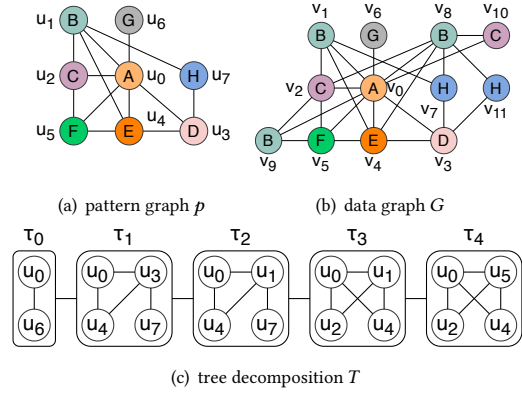 u₁ B G u₆
u₂ C A u₀ H u₇
u₅ F E u₄ D u₃
(a) pattern graph p
v₁ v₆ v₈ v₁₀
B G B C
v₂ C A v₀ H H
v₇ v₁₁
B F E D
v₉ v₅ v₄ v₃
(b) data graph G
τ₀ τ₁ τ₂ τ₃ τ₄
u₀ u₀ u₃ u₀ u₁ u₀ u₁ u₀ u₅
u₆ u₄ u₇ u₄ u₇ u₂ u₄ u₂ u₄
(c) tree decomposition T